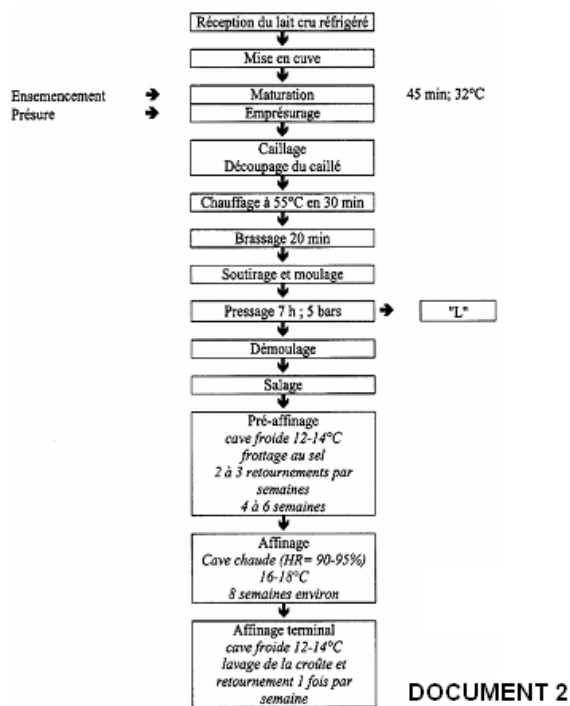 Réception du lait cru réfrigéré
Mise en cuve
Ensemencement
Maturation
45 min; 32°C
Présure
Emprésurage
Caillage
Découpage du caillé
Chauffage à 55°C en 30 min
Brassage 20 min
Soutirage et moulage
Pressage 7 h ; 5 bars
"L"
Démoulage
Salage
Pré-affinage
cave froide 12-14°C
frottage au sel
2 à 3 retournements par
semaines
4 à 6 semaines
Affinage
Cave chaude (HR= 90-95%)
16-18°C
8 semaines environ
Affinage terminal
cave froide 12-14°C
lavage de la croûte et
retournement 1 fois par
semaine
DOCUMENT 2